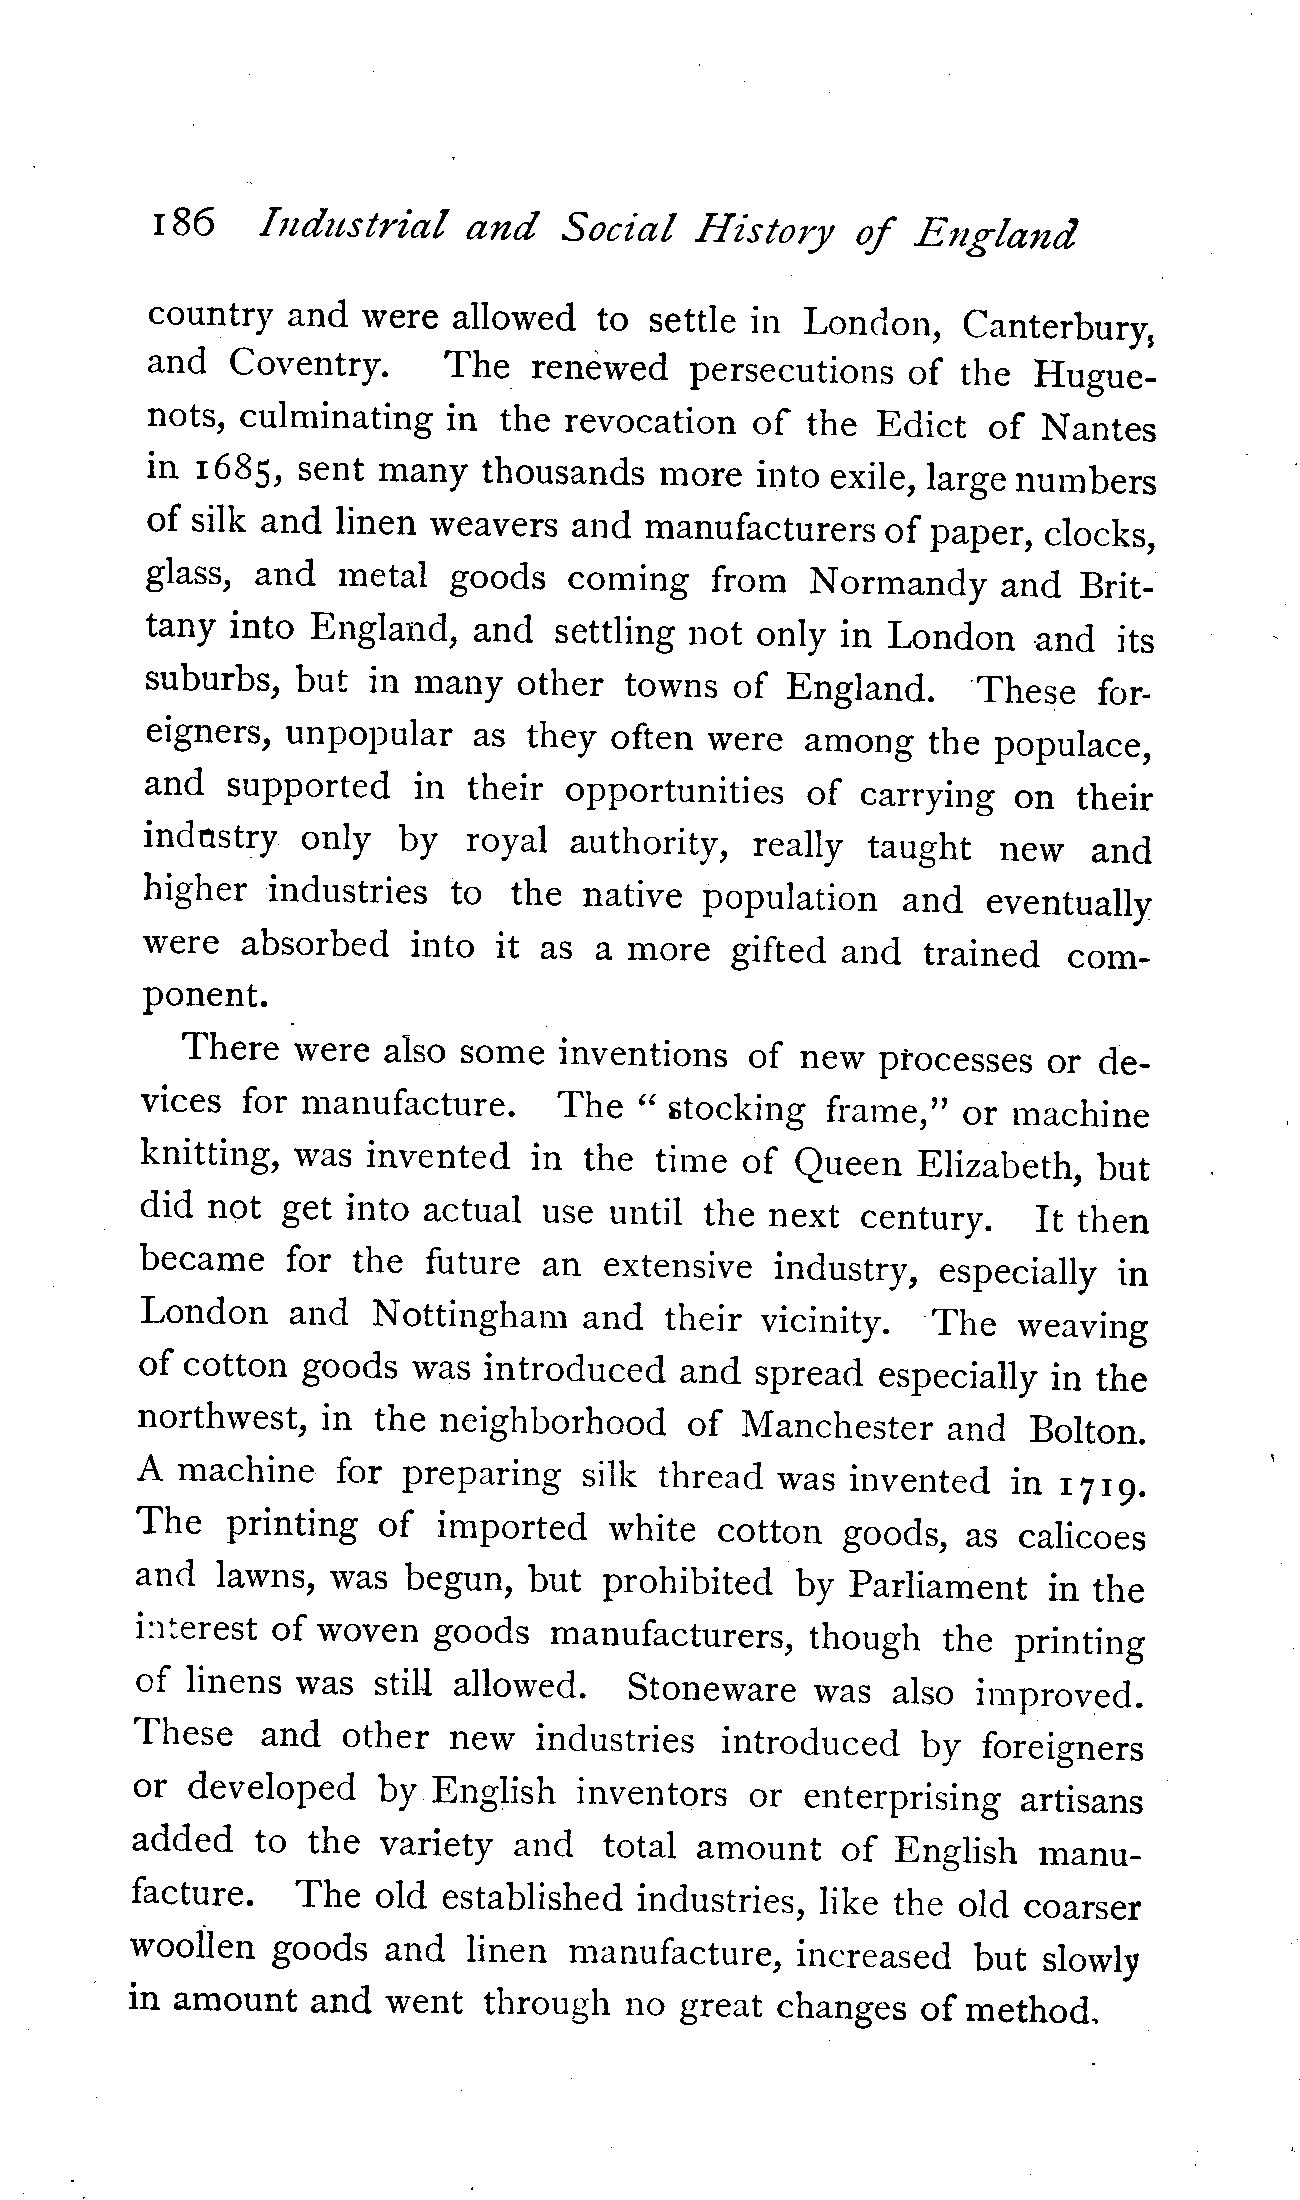 186 Industrial and Social History of England
country and were allowed to settle in London, Canterbury,
and Coventry. The renewed persecutions of the Hugue-
nots, culminating in the revocation of the Edict of Nantes
in 1685, sent many thousands more into exile, large numbers
of silk and linen weavers and manufacturers of paper, clocks,
glass, and metal goods coming from Normandy and Brit-
tany into England, and settling not only in London and its
suburbs, but in many other towns of England. These for-
eigners, unpopular as they often were among the populace,
and supported in their opportunities of carrying on their
industry only by royal authority, really taught new and
higher industries to the native population and eventually
were absorbed into it as a more gifted and trained com-
ponent.
There were also some inventions of new processes or de-
vices for manufacture. The “ stocking frame,” or machine
knitting, was invented in the time of Queen Elizabeth, but
did not get into actual use until the next century. It then
became for the future an extensive industry, especially in
London and Nottingham and their vicinity. The weaving
of cotton goods was introduced and spread especially in the
northwest, in the neighborhood of Manchester and Bolton.
A machine for preparing silk thread was invented in 1719.
The printing of imported white cotton goods, as calicoes
and lawns, was begun, but prohibited by Parliament in the
interest of woven goods manufacturers, though the printing
of linens was still allowed. Stoneware was also improved.
These and other new industries introduced by foreigners
or developed by English inventors or enterprising artisans
added to the variety and total amount of English manu-
facture. The old established industries, like the old coarser
woollen goods and linen manufacture, increased but slowly
in amount and went through no great changes of method.